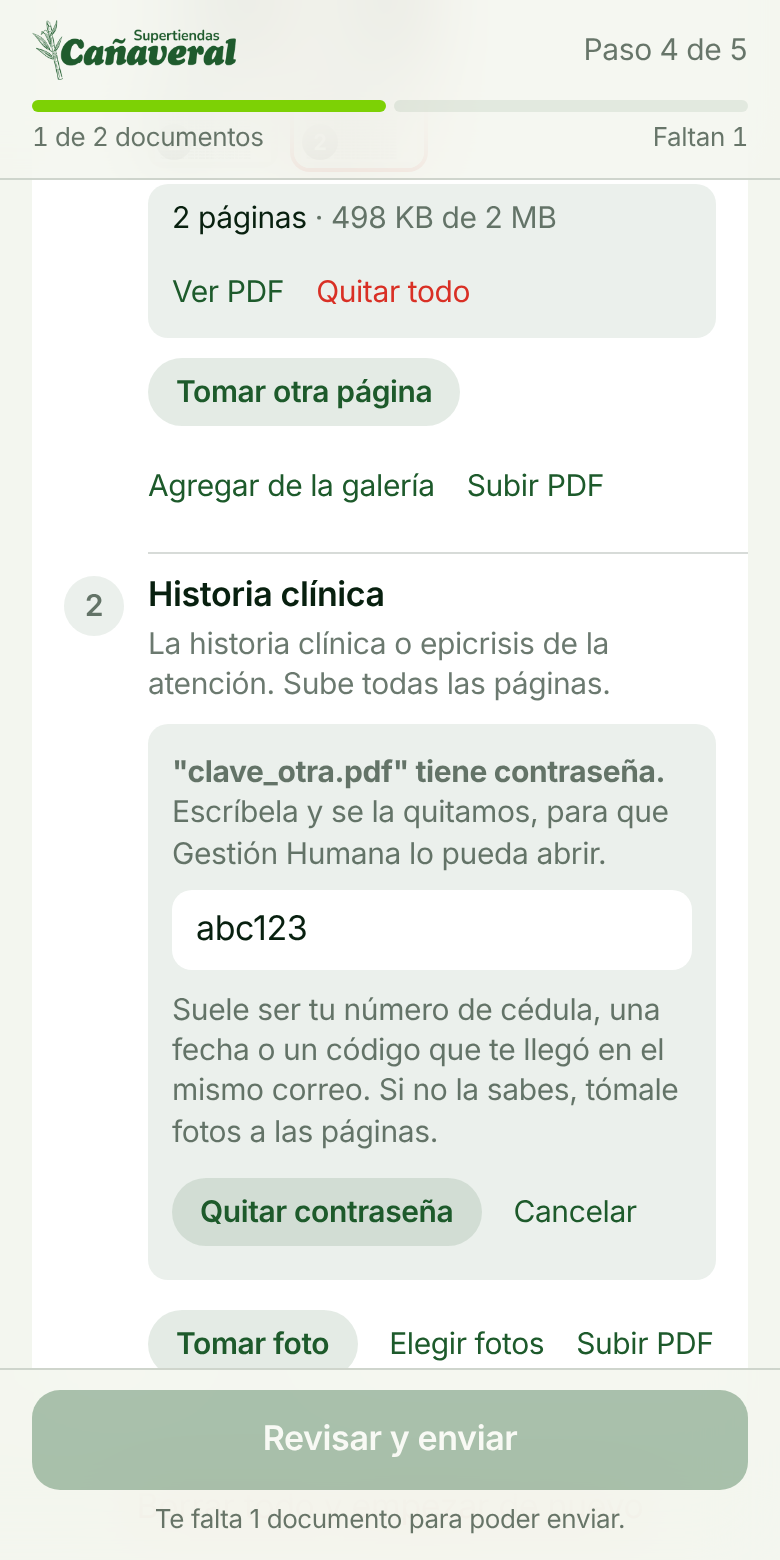 Supertiendas
Cañaveral
Paso 4 de 5
1 de 2 documentos
Faltan 1
2 páginas · 498 KB de 2 MB
Ver PDF
Quitar todo
Tomar otra página
Agregar de la galería
Subir PDF
2
Historia clínica
La historia clínica o epicrisis de la
atención. Sube todas las páginas.
"clave_otra.pdf" tiene contraseña.
Escríbela y se la quitamos, para que
Gestión Humana lo pueda abrir.
abc123
Suele ser tu número de cédula, una
fecha o un código que te llegó en el
mismo correo. Si no la sabes, tómale
fotos a las páginas.
Quitar contraseña
Cancelar
Tomar foto
Elegir fotos
Subir PDF
Revisar y enviar
Te falta 1 documento para poder enviar.